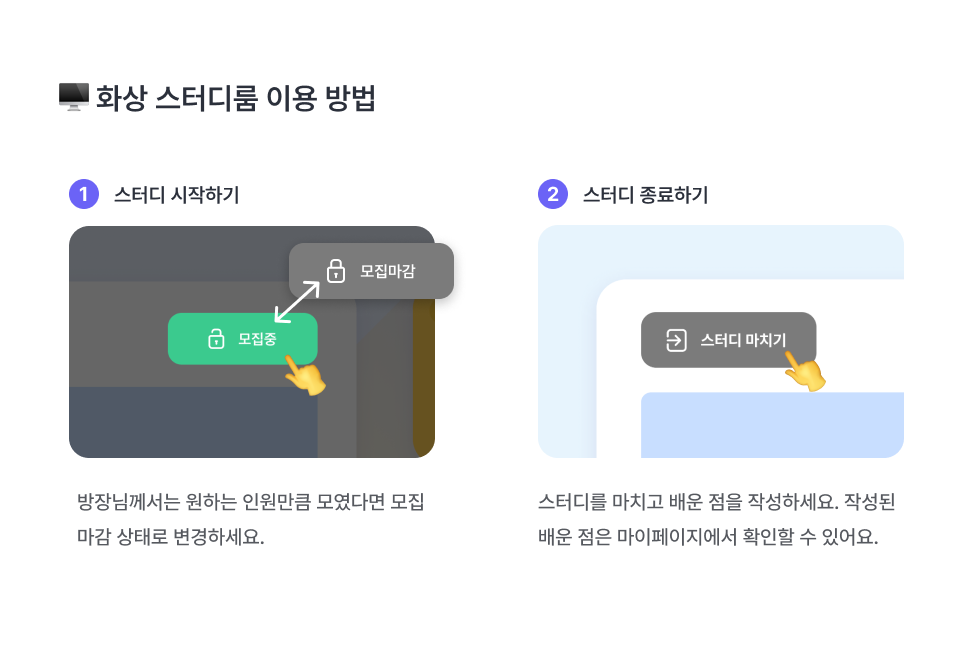 화상 스터디룸 이용 방법
1 스터디 시작하기
모집마감
모집중
방장님께서는 원하는 인원만큼 모였다면 모집
마감 상태로 변경하세요.
2 스터디 종료하기
스터디 마치기
스터디를 마치고 배운 점을 작성하세요. 작성된
배운 점은 마이페이지에서 확인할 수 있어요.